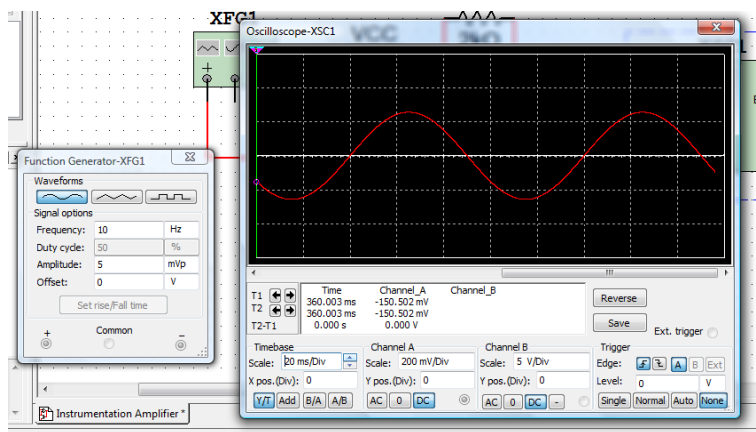 XFG1
VCC
2kΩ
Oscilloscope-XSC1
Function Generator-XFG1
Waveforms
Signal options
Frequency: 10 Hz
Duty cycle: 50 %
Amplitude: 5 mVp
Offset: 0 V
Set rise/Fall time
+ Common -
Time Channel_A Channel_B
T1 360.003 ms -150.502 mV
T2 360.003 ms -150.502 mV
T2-T1 0.000 s 0.000 V
Reverse
Save
Ext. trigger
Timebase
Scale: 20 ms/Div
X pos.(Div): 0
Y/T Add B/A A/B
Channel A
Scale: 200 mV/Div
Y pos.(Div): 0
AC 0 DC
Channel B
Scale: 5 V/Div
Y pos.(Div): 0
AC 0 DC -
Trigger
Edge: A B Ext
Level: 0 V
Single Normal Auto None
Instrumentation Amplifier *